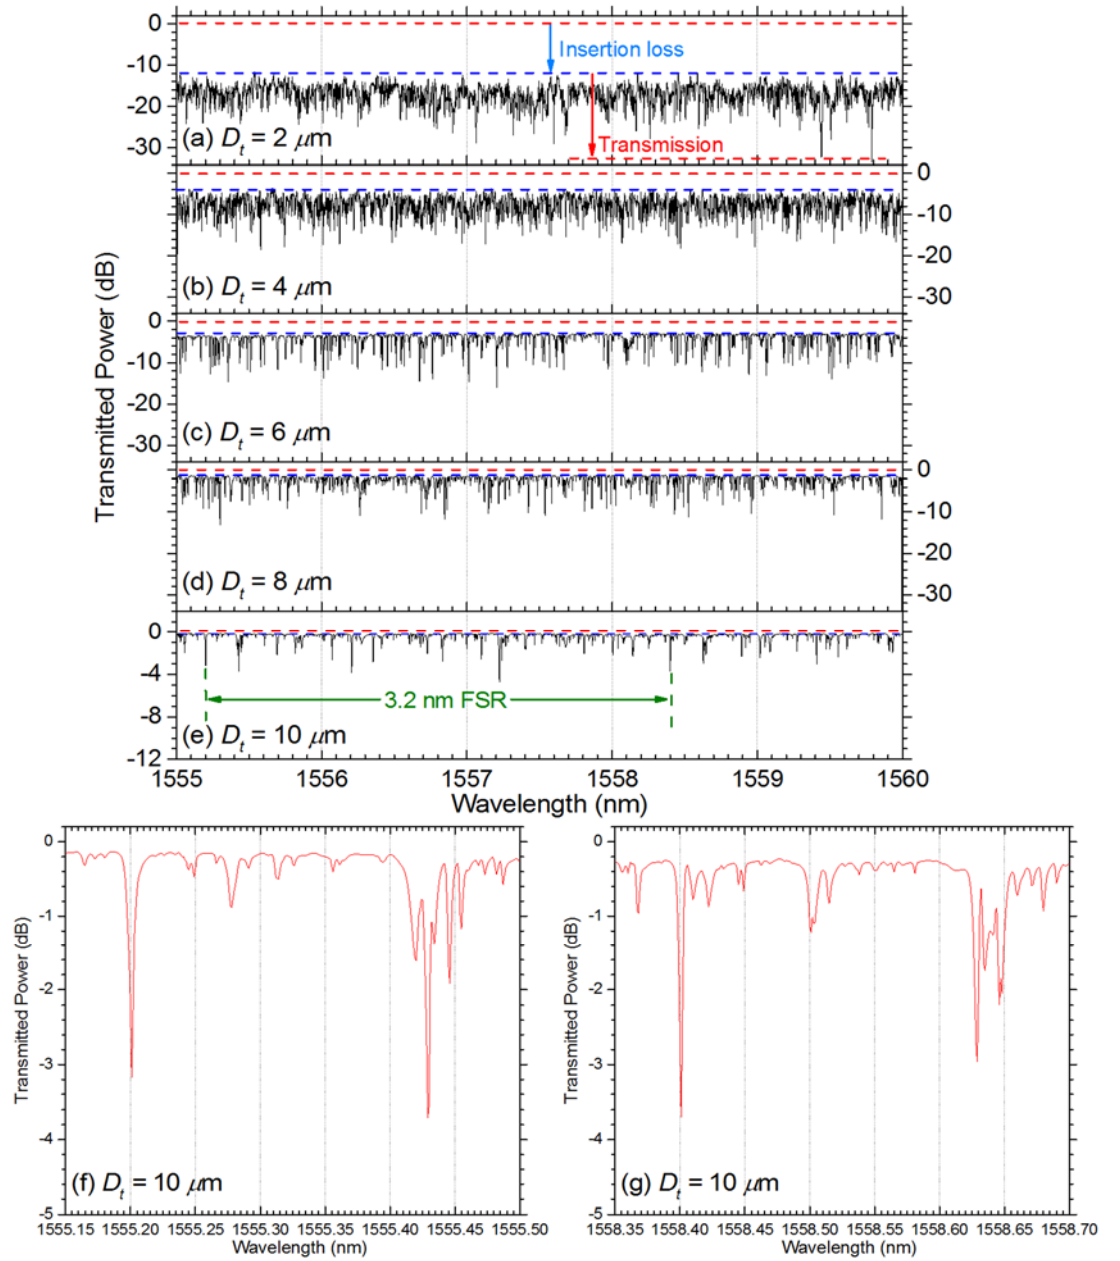 0
-10
-20
-30
Insertion loss
Transmission
(a) Dt = 2 μm
0
-10
-20
-30
(b) Dt = 4 μm
Transmitted Power (dB)
0
-10
-20
-30
(c) Dt = 6 μm
0
-10
-20
-30
(d) Dt = 8 μm
0
-4
-8
-12
3.2 nm FSR
(e) Dt = 10 μm
1555 1556 1557 1558 1559 1560
Wavelength (nm)
0
-1
-2
-3
-4
-5
Transmitted Power (dB)
(f) Dt = 10 μm
1555.15 1555.20 1555.25 1555.30 1555.35 1555.40 1555.45 1555.50
Wavelength (nm)
0
-1
-2
-3
-4
-5
Transmitted Power (dB)
(g) Dt = 10 μm
1558.35 1558.40 1558.45 1558.50 1558.55 1558.60 1558.65 1558.70
Wavelength (nm)